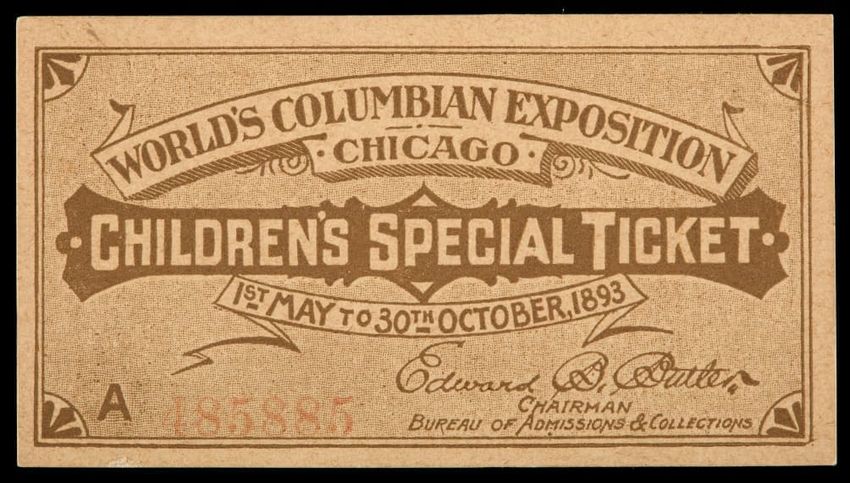 WORLD'S COLUMBIAN EXPOSITION
· CHICAGO ·
· CHILDREN'S SPECIAL TICKET ·
1ST MAY TO 30TH OCTOBER, 1893
Edward B. Butler
CHAIRMAN
BUREAU OF ADMISSIONS & COLLECTIONS
A 485885